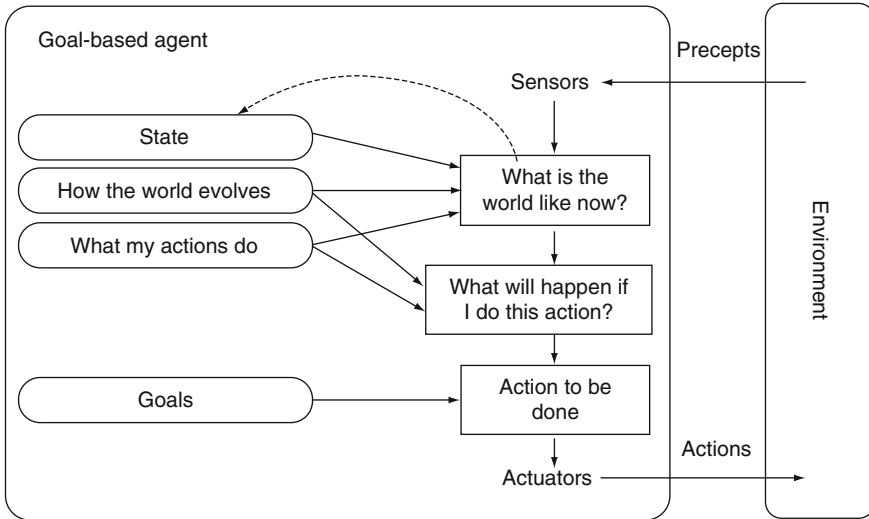 Goal-based agent
Precepts
Sensors
State
What is the
world like now?
How the world evolves
What my actions do
What will happen if
I do this action?
Environment
Goals
Action to be
done
Actions
Actuators